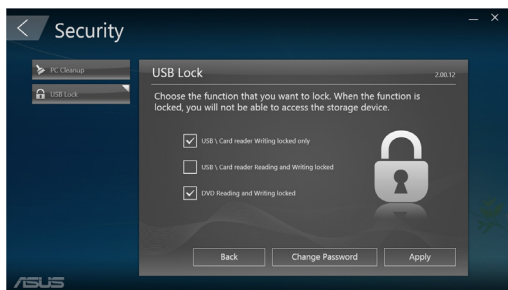 Security
PC Cleanup
USB Lock
USB Lock
2.00.12
Choose the function that you want to lock. When the function is
locked, you will not be able to access the storage device.
USB \ Card reader Writing locked only
USB \ Card reader Reading and Writing locked
DVD Reading and Writing locked
Back
Change Password
Apply
ASUS